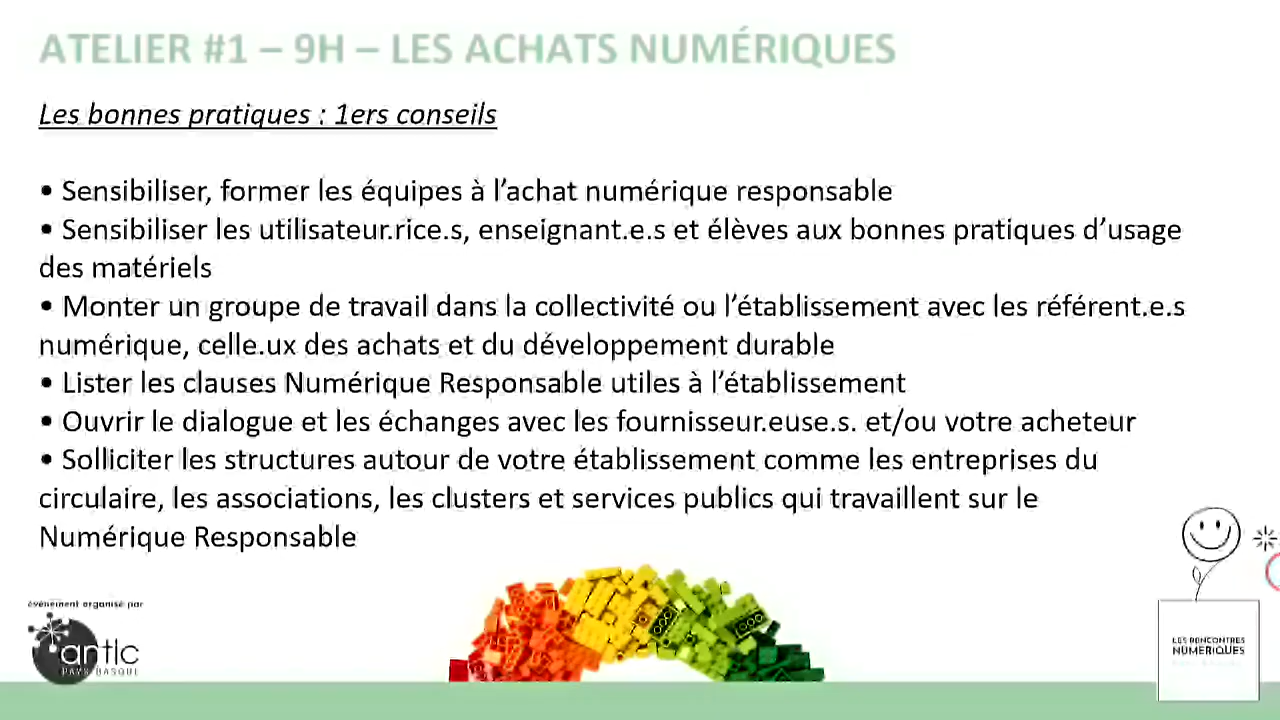 ATELIER #1 – 9H – LES ACHATS NUMÉRIQUES
Les bonnes pratiques : 1ers conseils
• Sensibiliser, former les équipes à l’achat numérique responsable
• Sensibiliser les utilisateur.rice.s, enseignant.e.s et élèves aux bonnes pratiques d’usage
des matériels
• Monter un groupe de travail dans la collectivité ou l’établissement avec les référent.e.s
numérique, celle.ux des achats et du développement durable
• Lister les clauses Numérique Responsable utiles à l’établissement
• Ouvrir le dialogue et les échanges avec les fournisseur.euse.s. et/ou votre acheteur
• Solliciter les structures autour de votre établissement comme les entreprises du
circulaire, les associations, les clusters et services publics qui travaillent sur le
Numérique Responsable
évènement organisé par
antic
PAYS BASQUE
LES RENCONTRES
NUMÉRIQUES